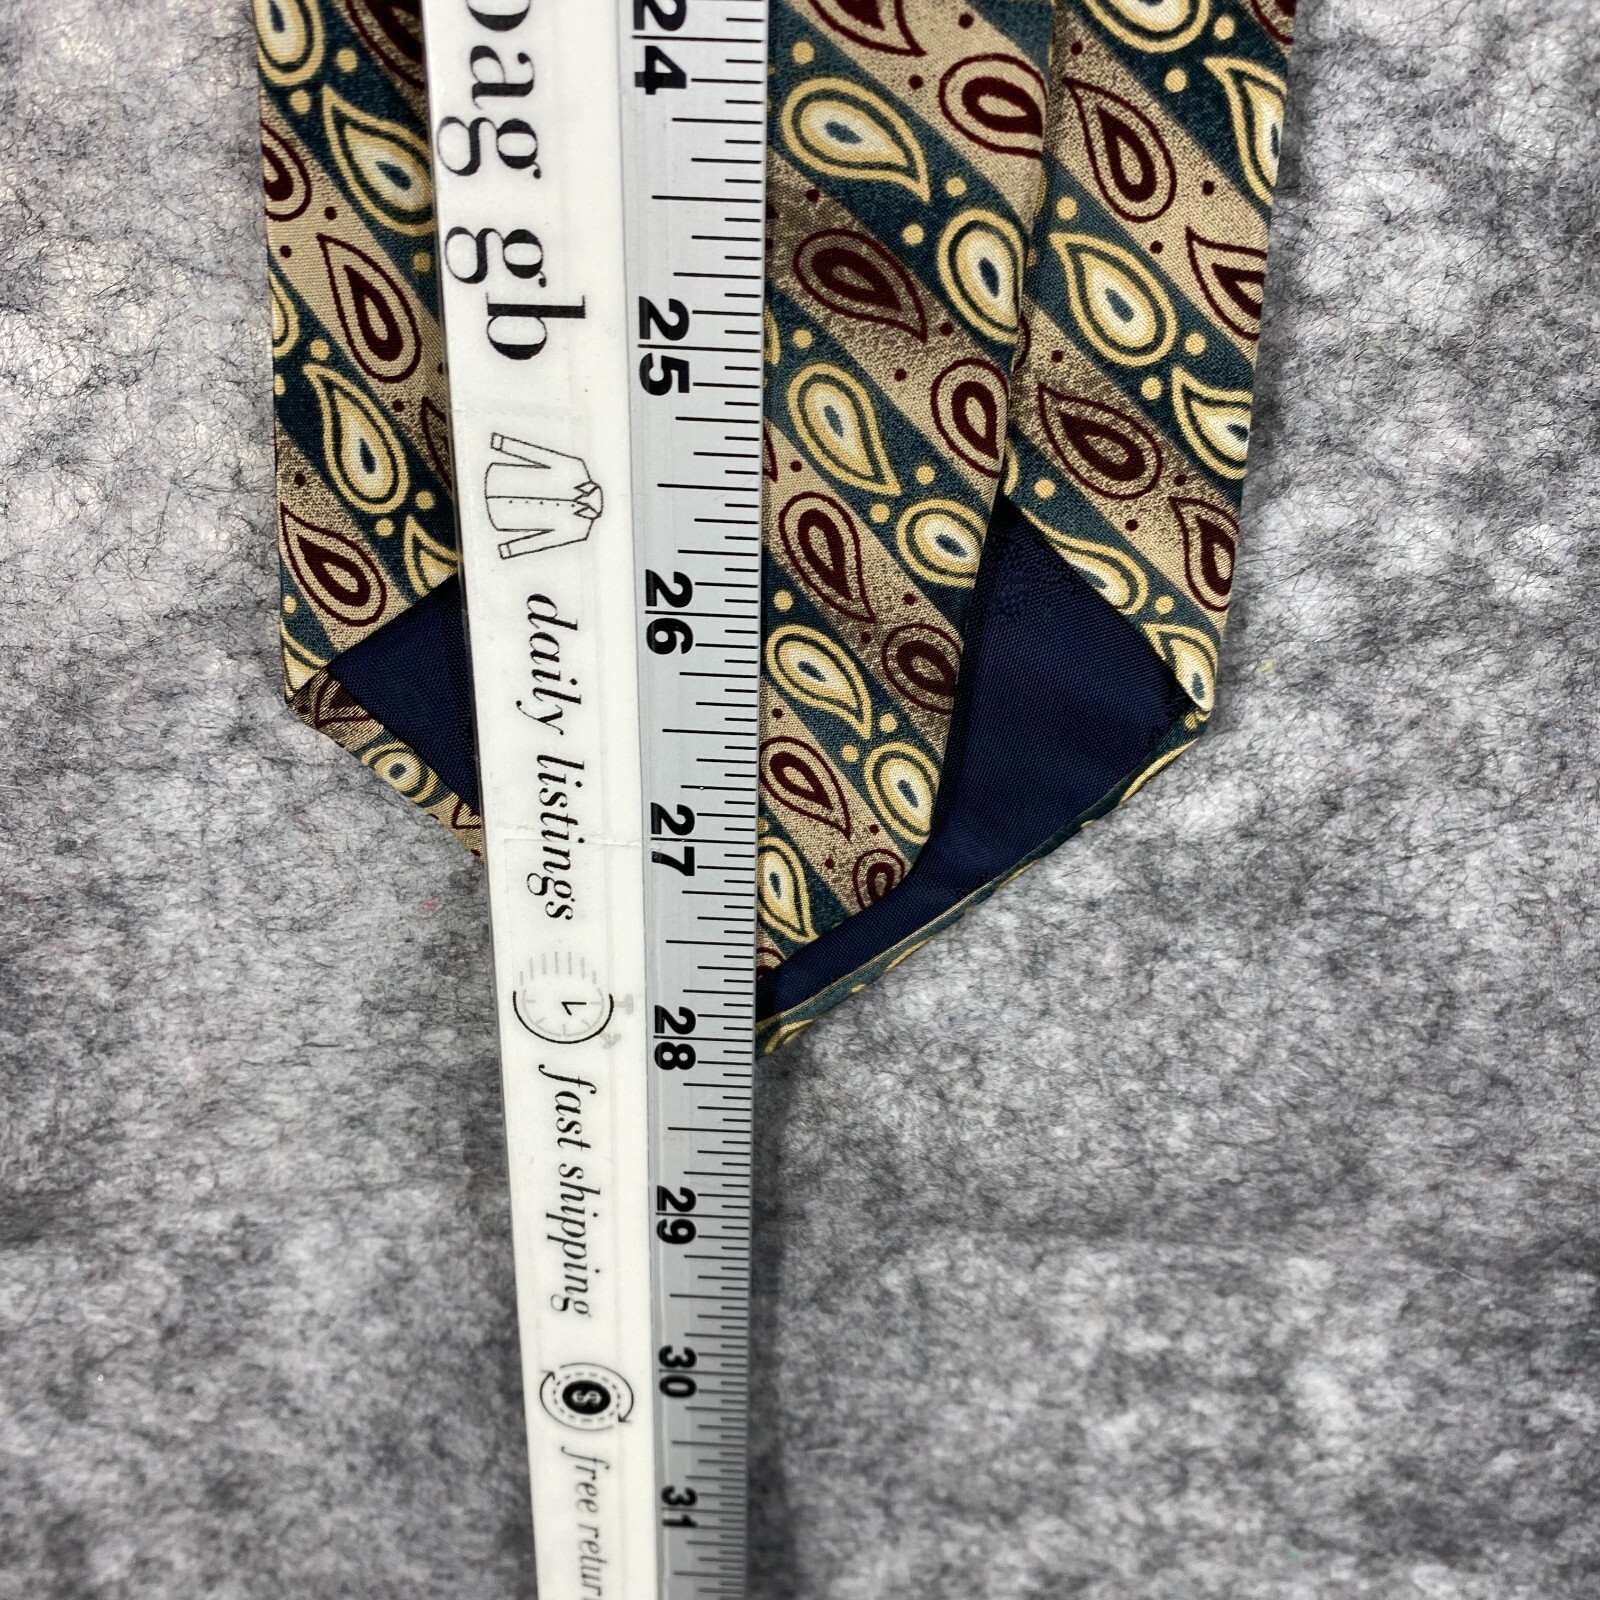 bag gb
daily listings
fast shipping
free retur
24
25
26
27
28
29
30
31